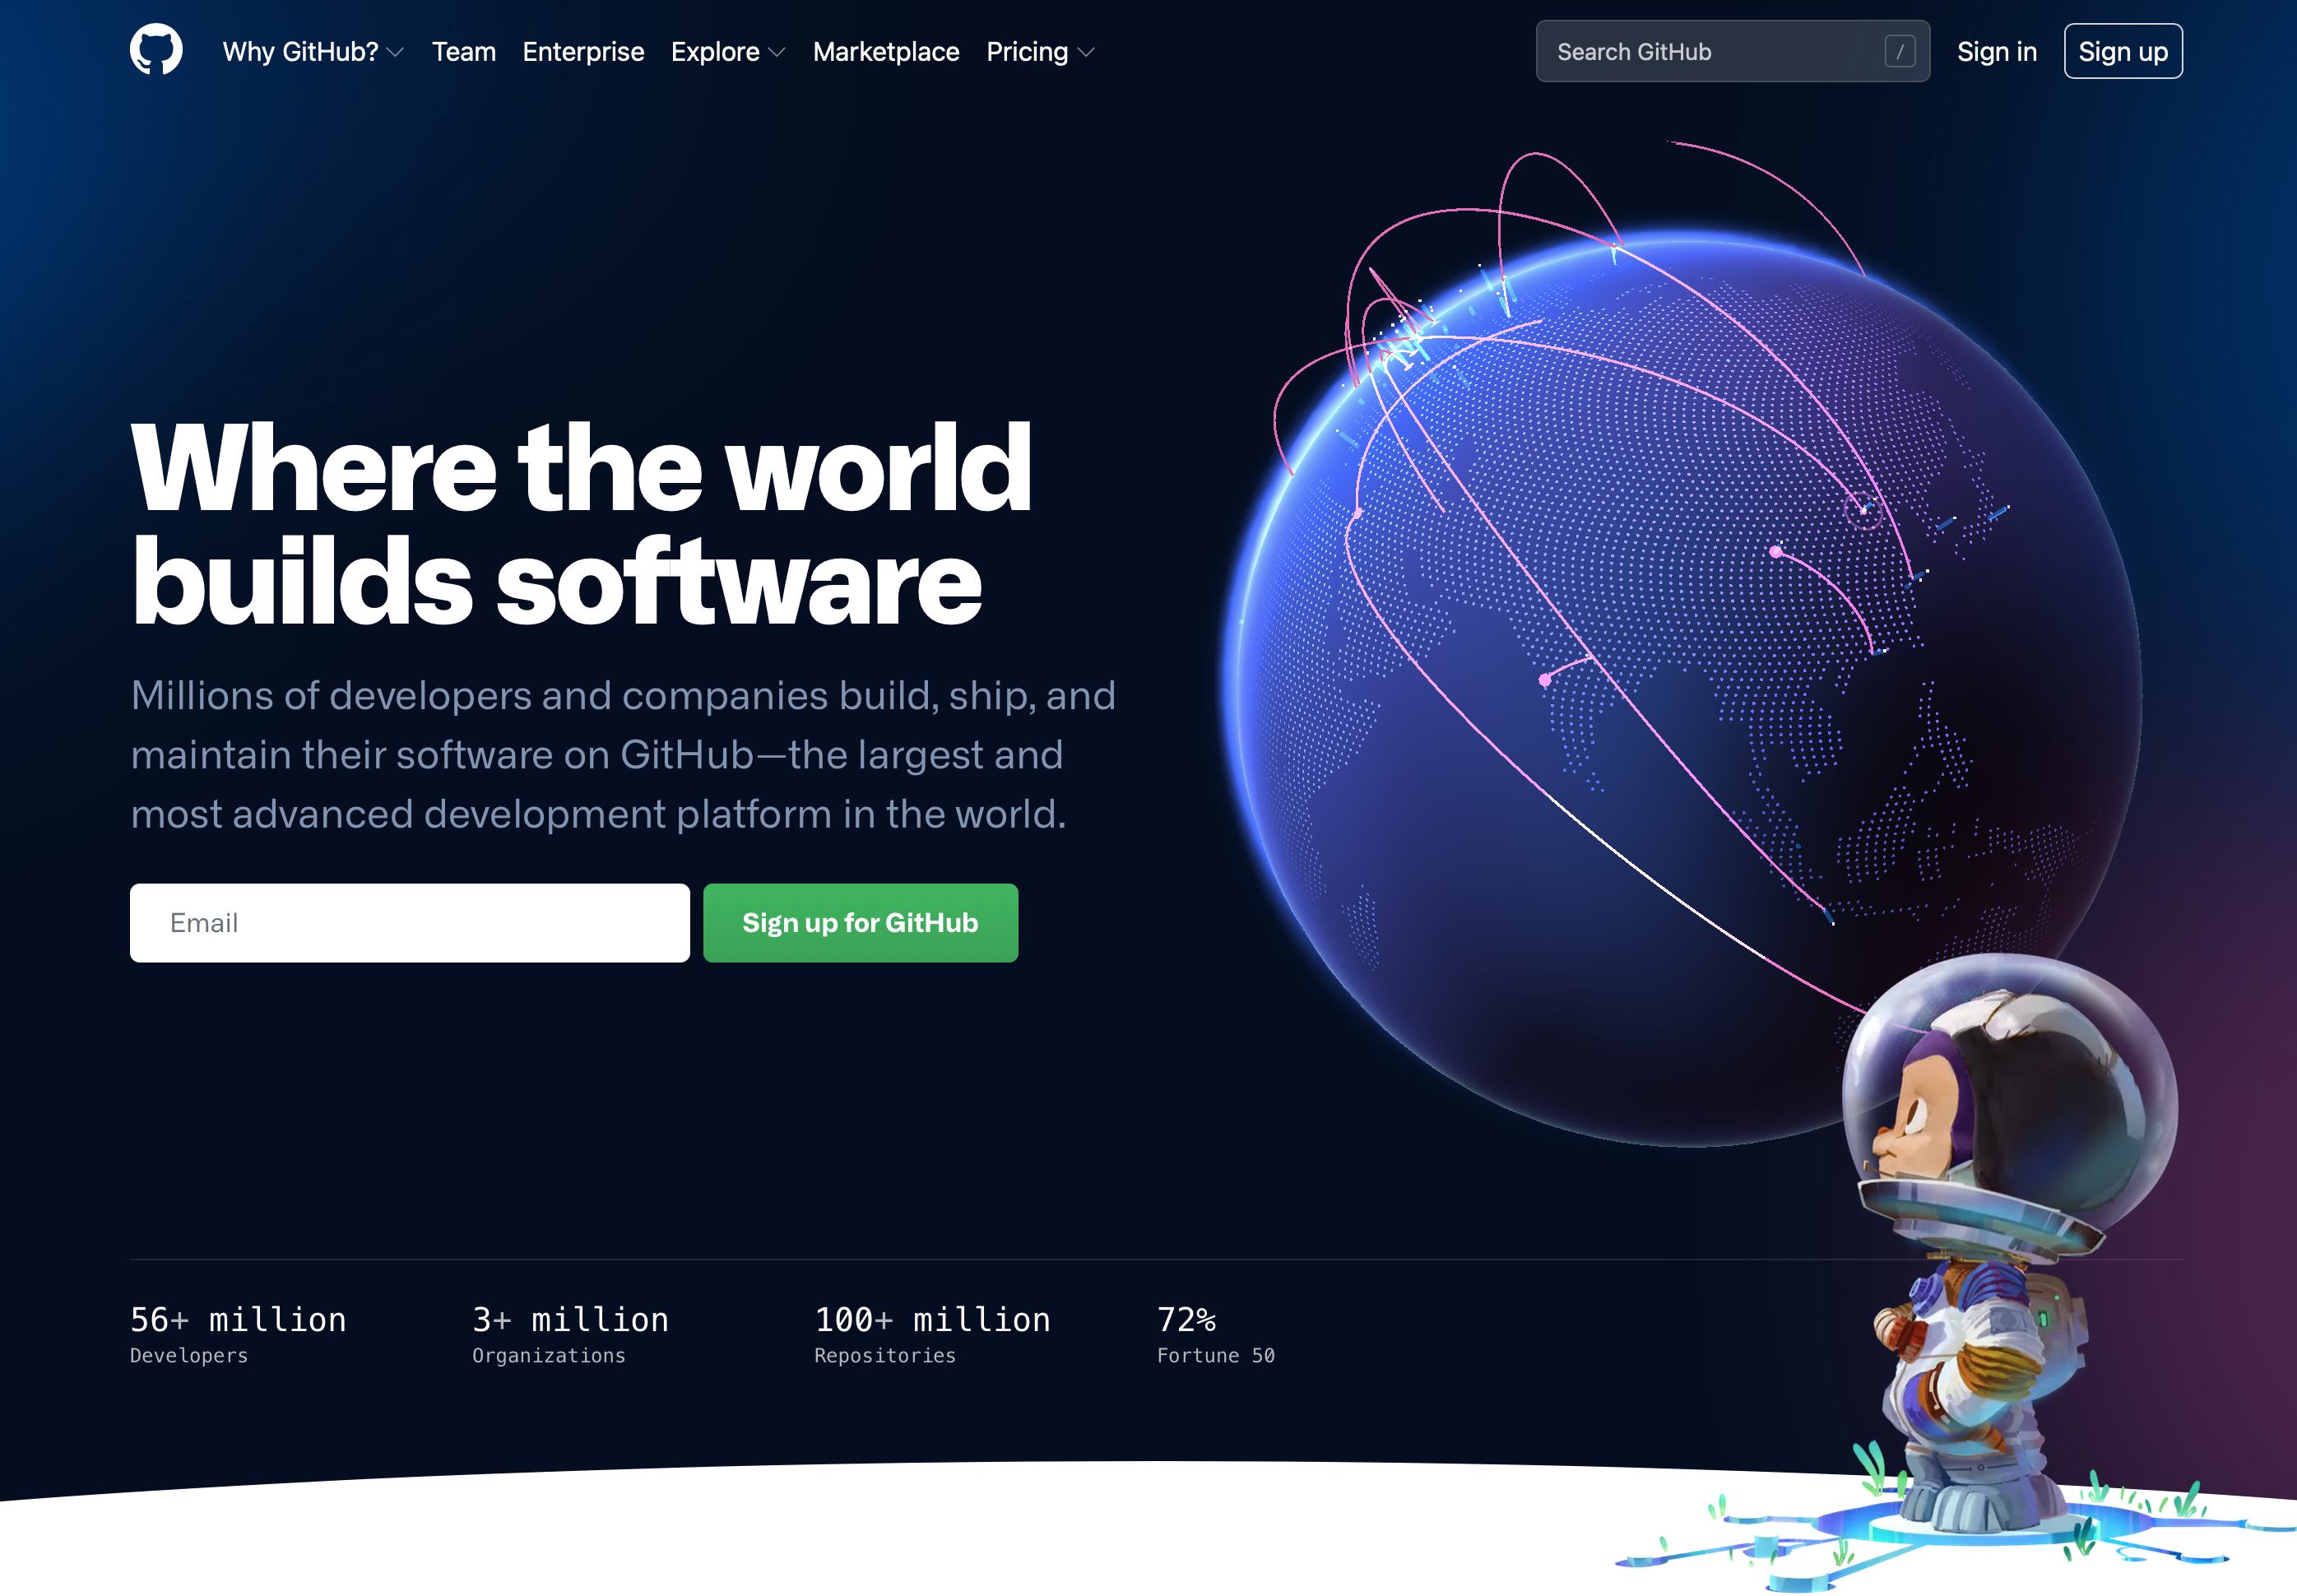 Why GitHub? Team Enterprise Explore Marketplace Pricing Search GitHub / Sign in Sign up
Where the world
builds software
Millions of developers and companies build, ship, and
maintain their software on GitHub—the largest and
most advanced development platform in the world.
Email Sign up for GitHub
56+ million 3+ million 100+ million 72%
Developers Organizations Repositories Fortune 50